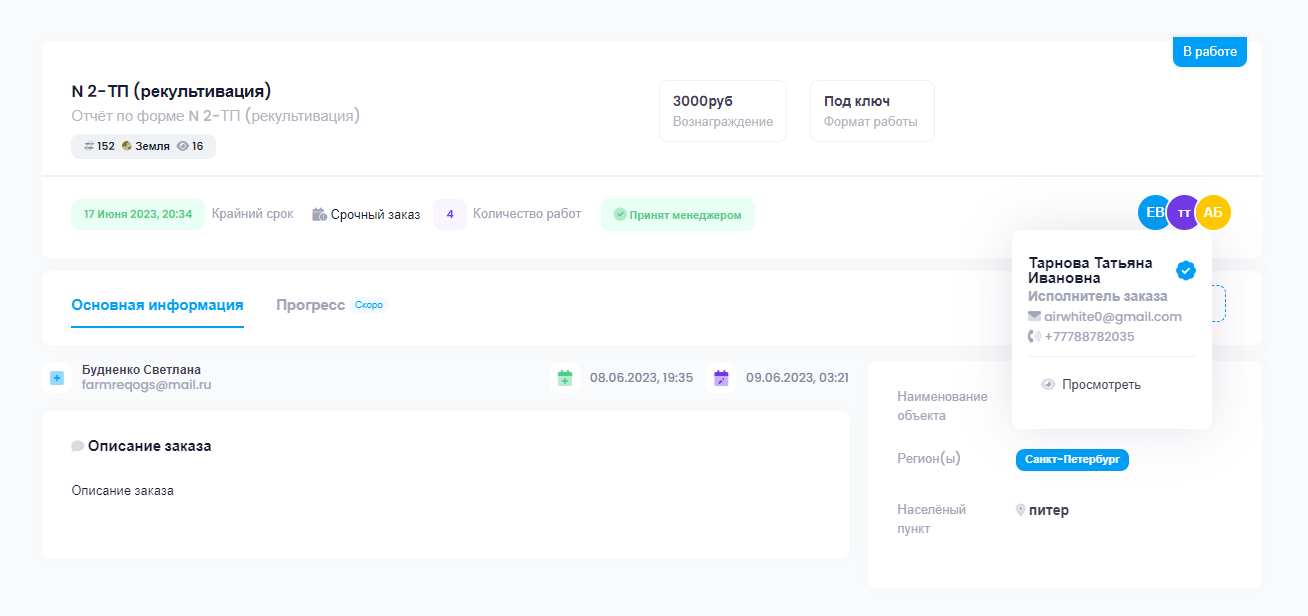 В работе
N 2-ТП (рекультивация)
Отчёт по форме N 2-ТП (рекультивация)
152 Земля 16
3000руб
Вознаграждение
Под ключ
Формат работы
17 Июня 2023, 20:34 Крайний срок Срочный заказ 4 Количество работ Принят менеджером
ЕВ ТТ АБ
Тарнова Татьяна
Ивановна
Исполнитель заказа
airwhite0@gmail.com
+77788782035
Просмотреть
Основная информация Прогресс Скоро
Будненко Светлана
farmreqogs@mail.ru
08.06.2023, 19:35 09.06.2023, 03:21
Описание заказа
Описание заказа
Наименование
объекта
Регион(ы) Санкт-Петербург
Населёный
пункт
питер